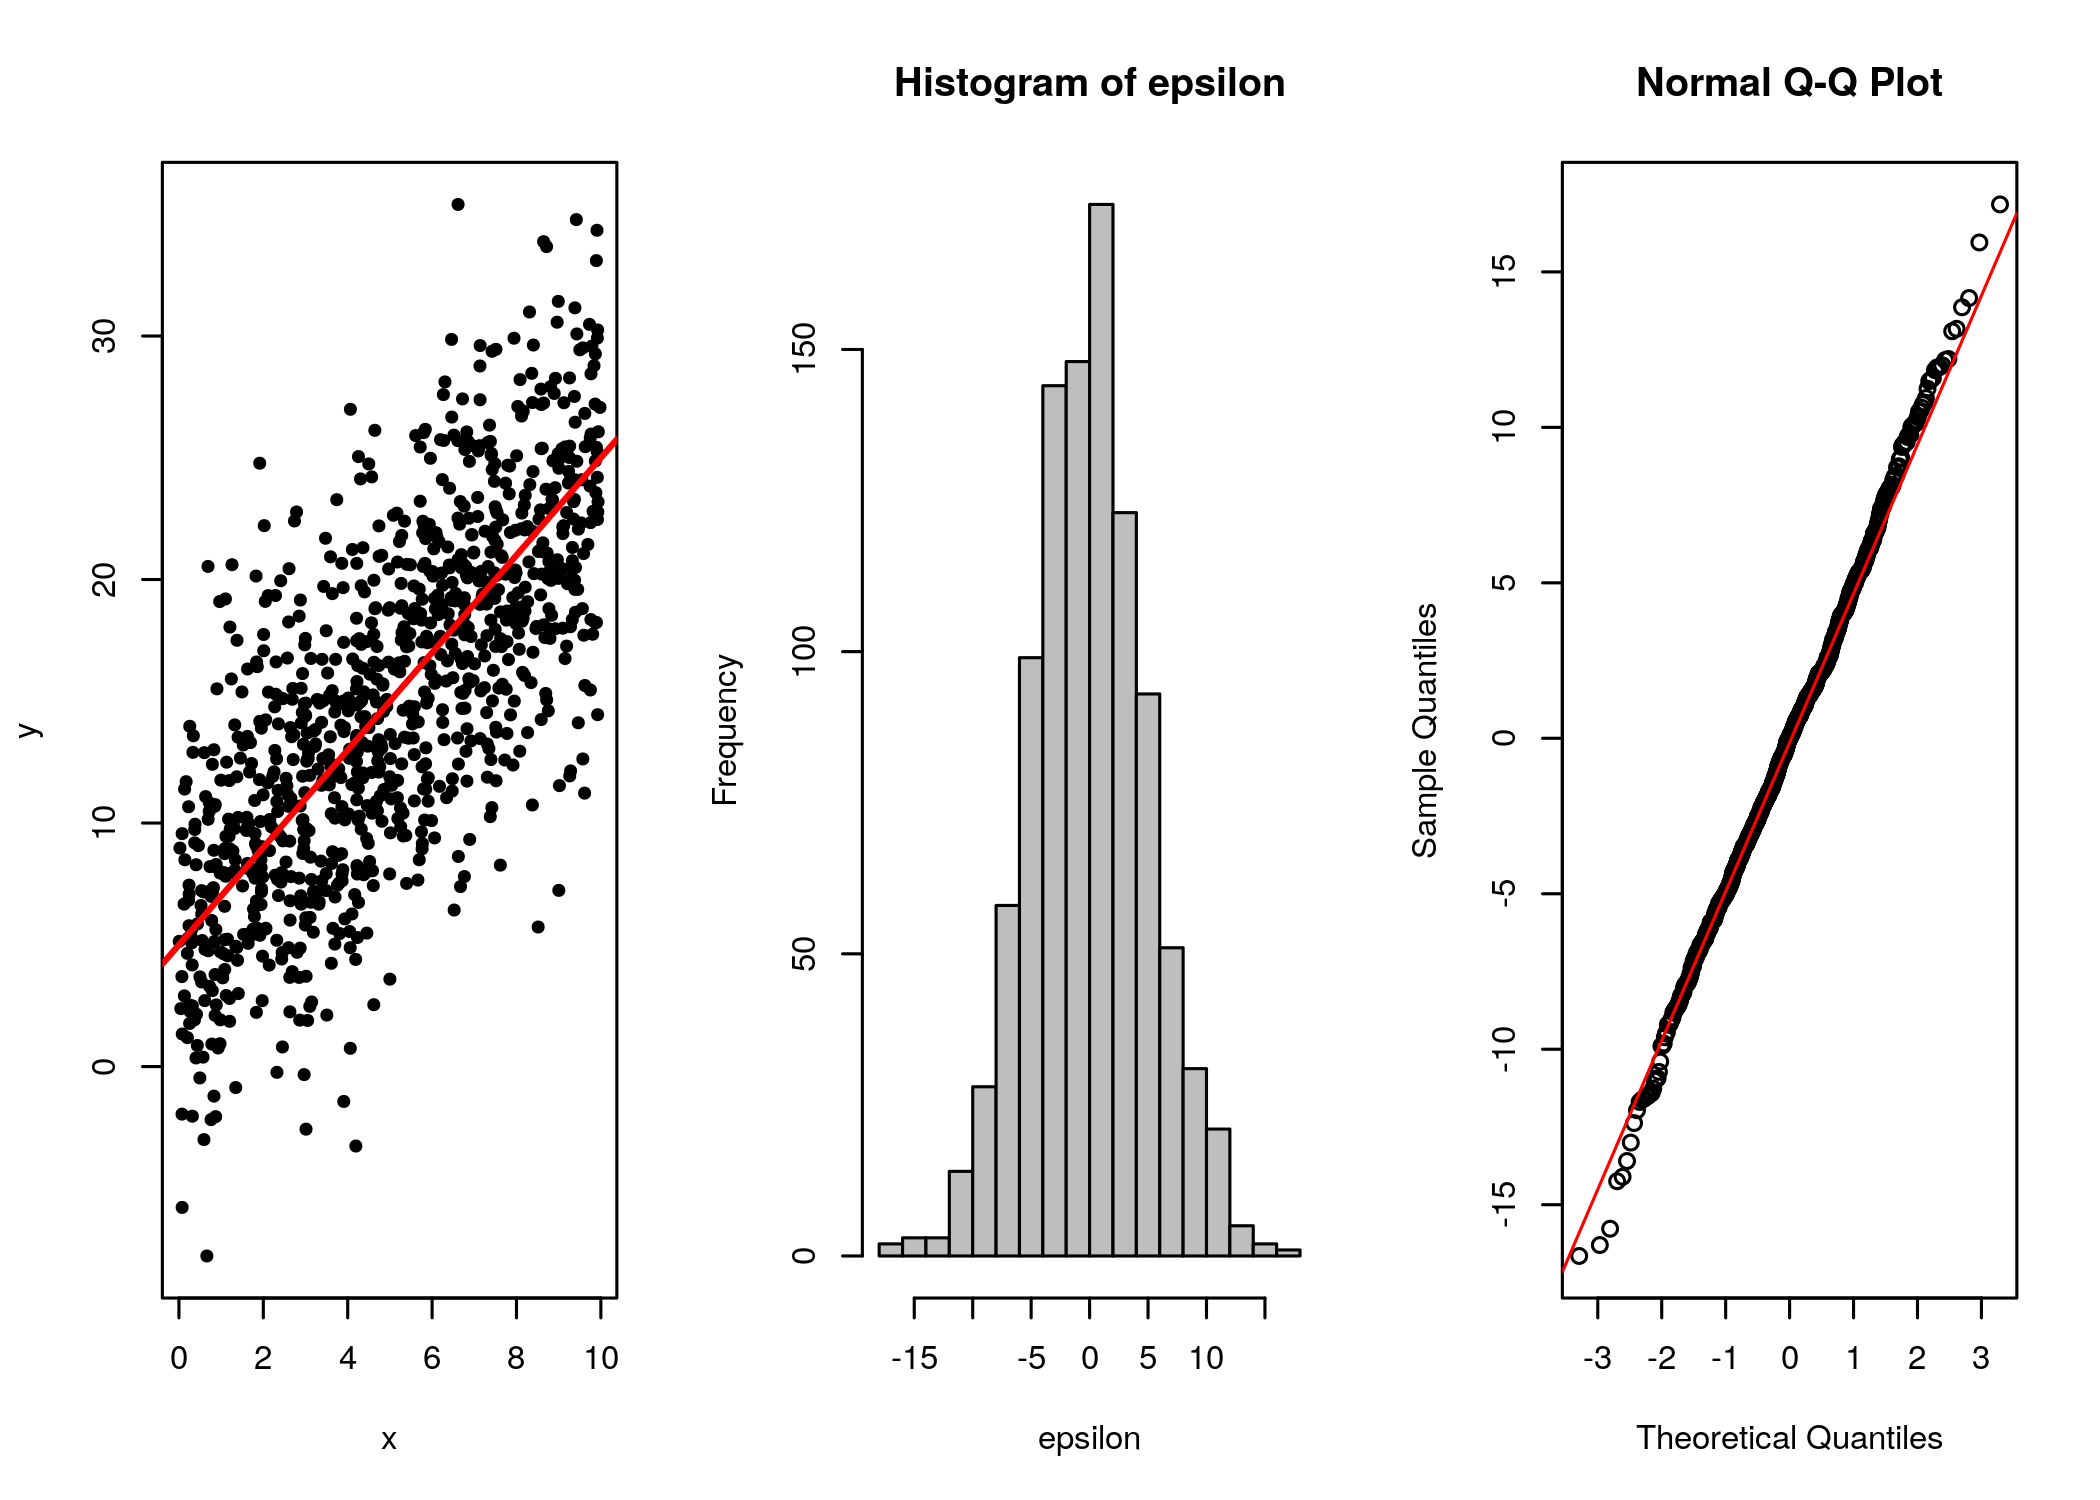 y
0
10
20
30
0 2 4 6 8 10
x
Histogram of epsilon
Frequency
0
50
100
150
-15 -5 0 5 10
epsilon
Normal Q-Q Plot
Sample Quantiles
-15
-10
-5
0
5
10
15
-3 -2 -1 0 1 2 3
Theoretical Quantiles